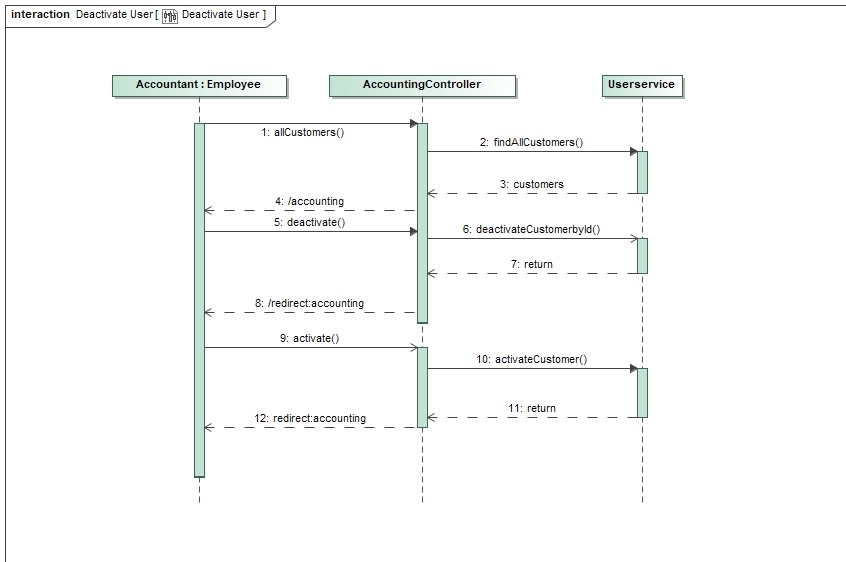 interaction Deactivate User [ Deactivate User ]
Accountant : Employee
AccountingController
Userservice
1: allCustomers()
2: findAllCustomers()
3: customers
4: /accounting
5: deactivate()
6: deactivateCustomerbyId()
7: return
8: /redirect:accounting
9: activate()
10: activateCustomer()
11: return
12: redirect:accounting